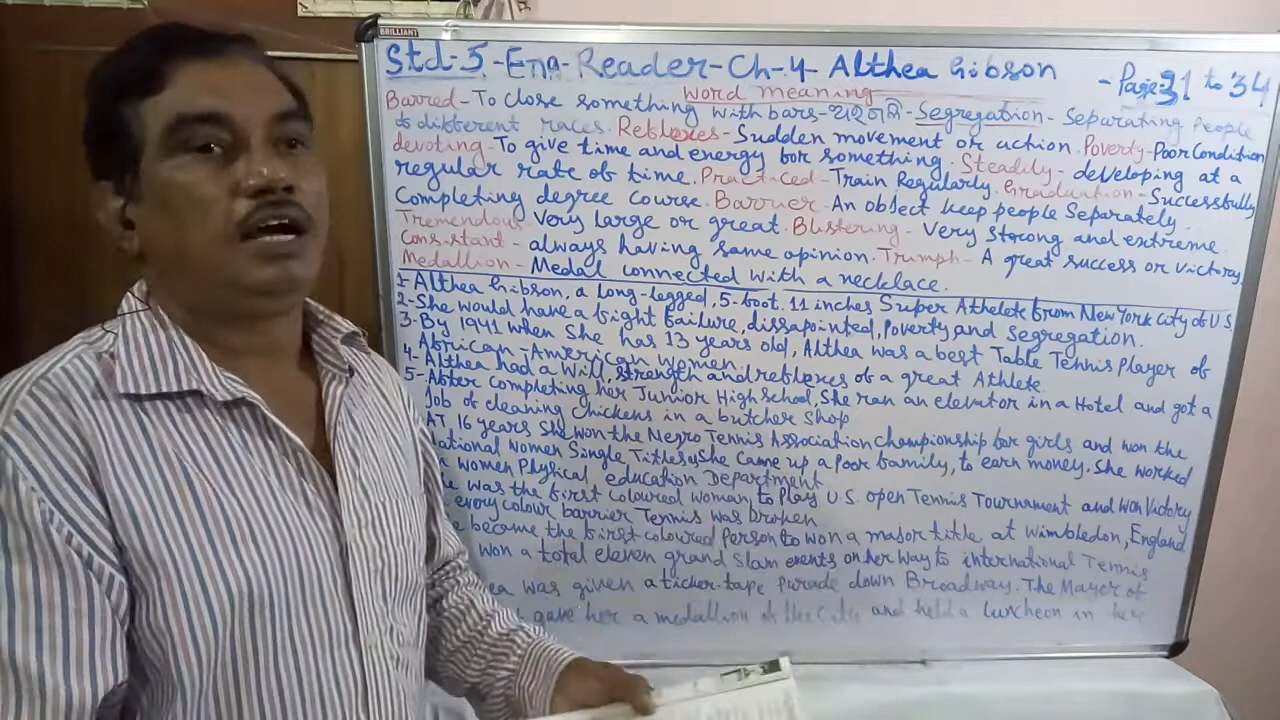 BRILLIANT
Std-5-Eng-Reader-Ch-4-Althea Gibson - Page 31 to 34
word meaning
Barred-To close something with bars- -Segregation- Separating People
to different races. Reflexes-Sudden movement or action. Poverty-Poor Condition
devoting-To give time and energy for something. Steadily- developing at a
regular rate of time. Practiced-Train Regularly. Graduation-Successfully
Completing degree course. Barrier-An object keep people Separately.
Tremendous-Very large or great. Blistering-Very strong and extreme.
Consistant-always having same opinion. Trumph-A great success or victory,
Medallion-Medal connected with a necklace.
1-Althea Gibson, a long-legged, 5-foot. 11 inches Super Athelete from New York City of U.S.
2-She would have a fight failure, dissapointed, Poverty, and Segregation.
3-By 1941 when she has 13 years old, Althea was a best Table Tennis Player of
African-American women.
4-Althea had a will, strength and reflexes of a great Athlete.
5-After completing her Junior High School, She ran an elevator in a Hotel and got a
Job of cleaning chickens in a butcher shop
AT 16 years She won the Negro Tennis Association Championship for girls and won the
National women Single Titles, She came up a Poor family, to earn money. She worked
women Physical education Department
was the first coloured woman to play U.S. open Tennis Tournament and won Victory
every colour barrier Tennis was broken
became the first coloured person to won a major title at Wimbledon, England
won a total eleven grand slam events on her way to international Tennis
was given a ticker-tape parade down Broadway. The Mayor of
gave her a medallion of the City and held a luncheon in her